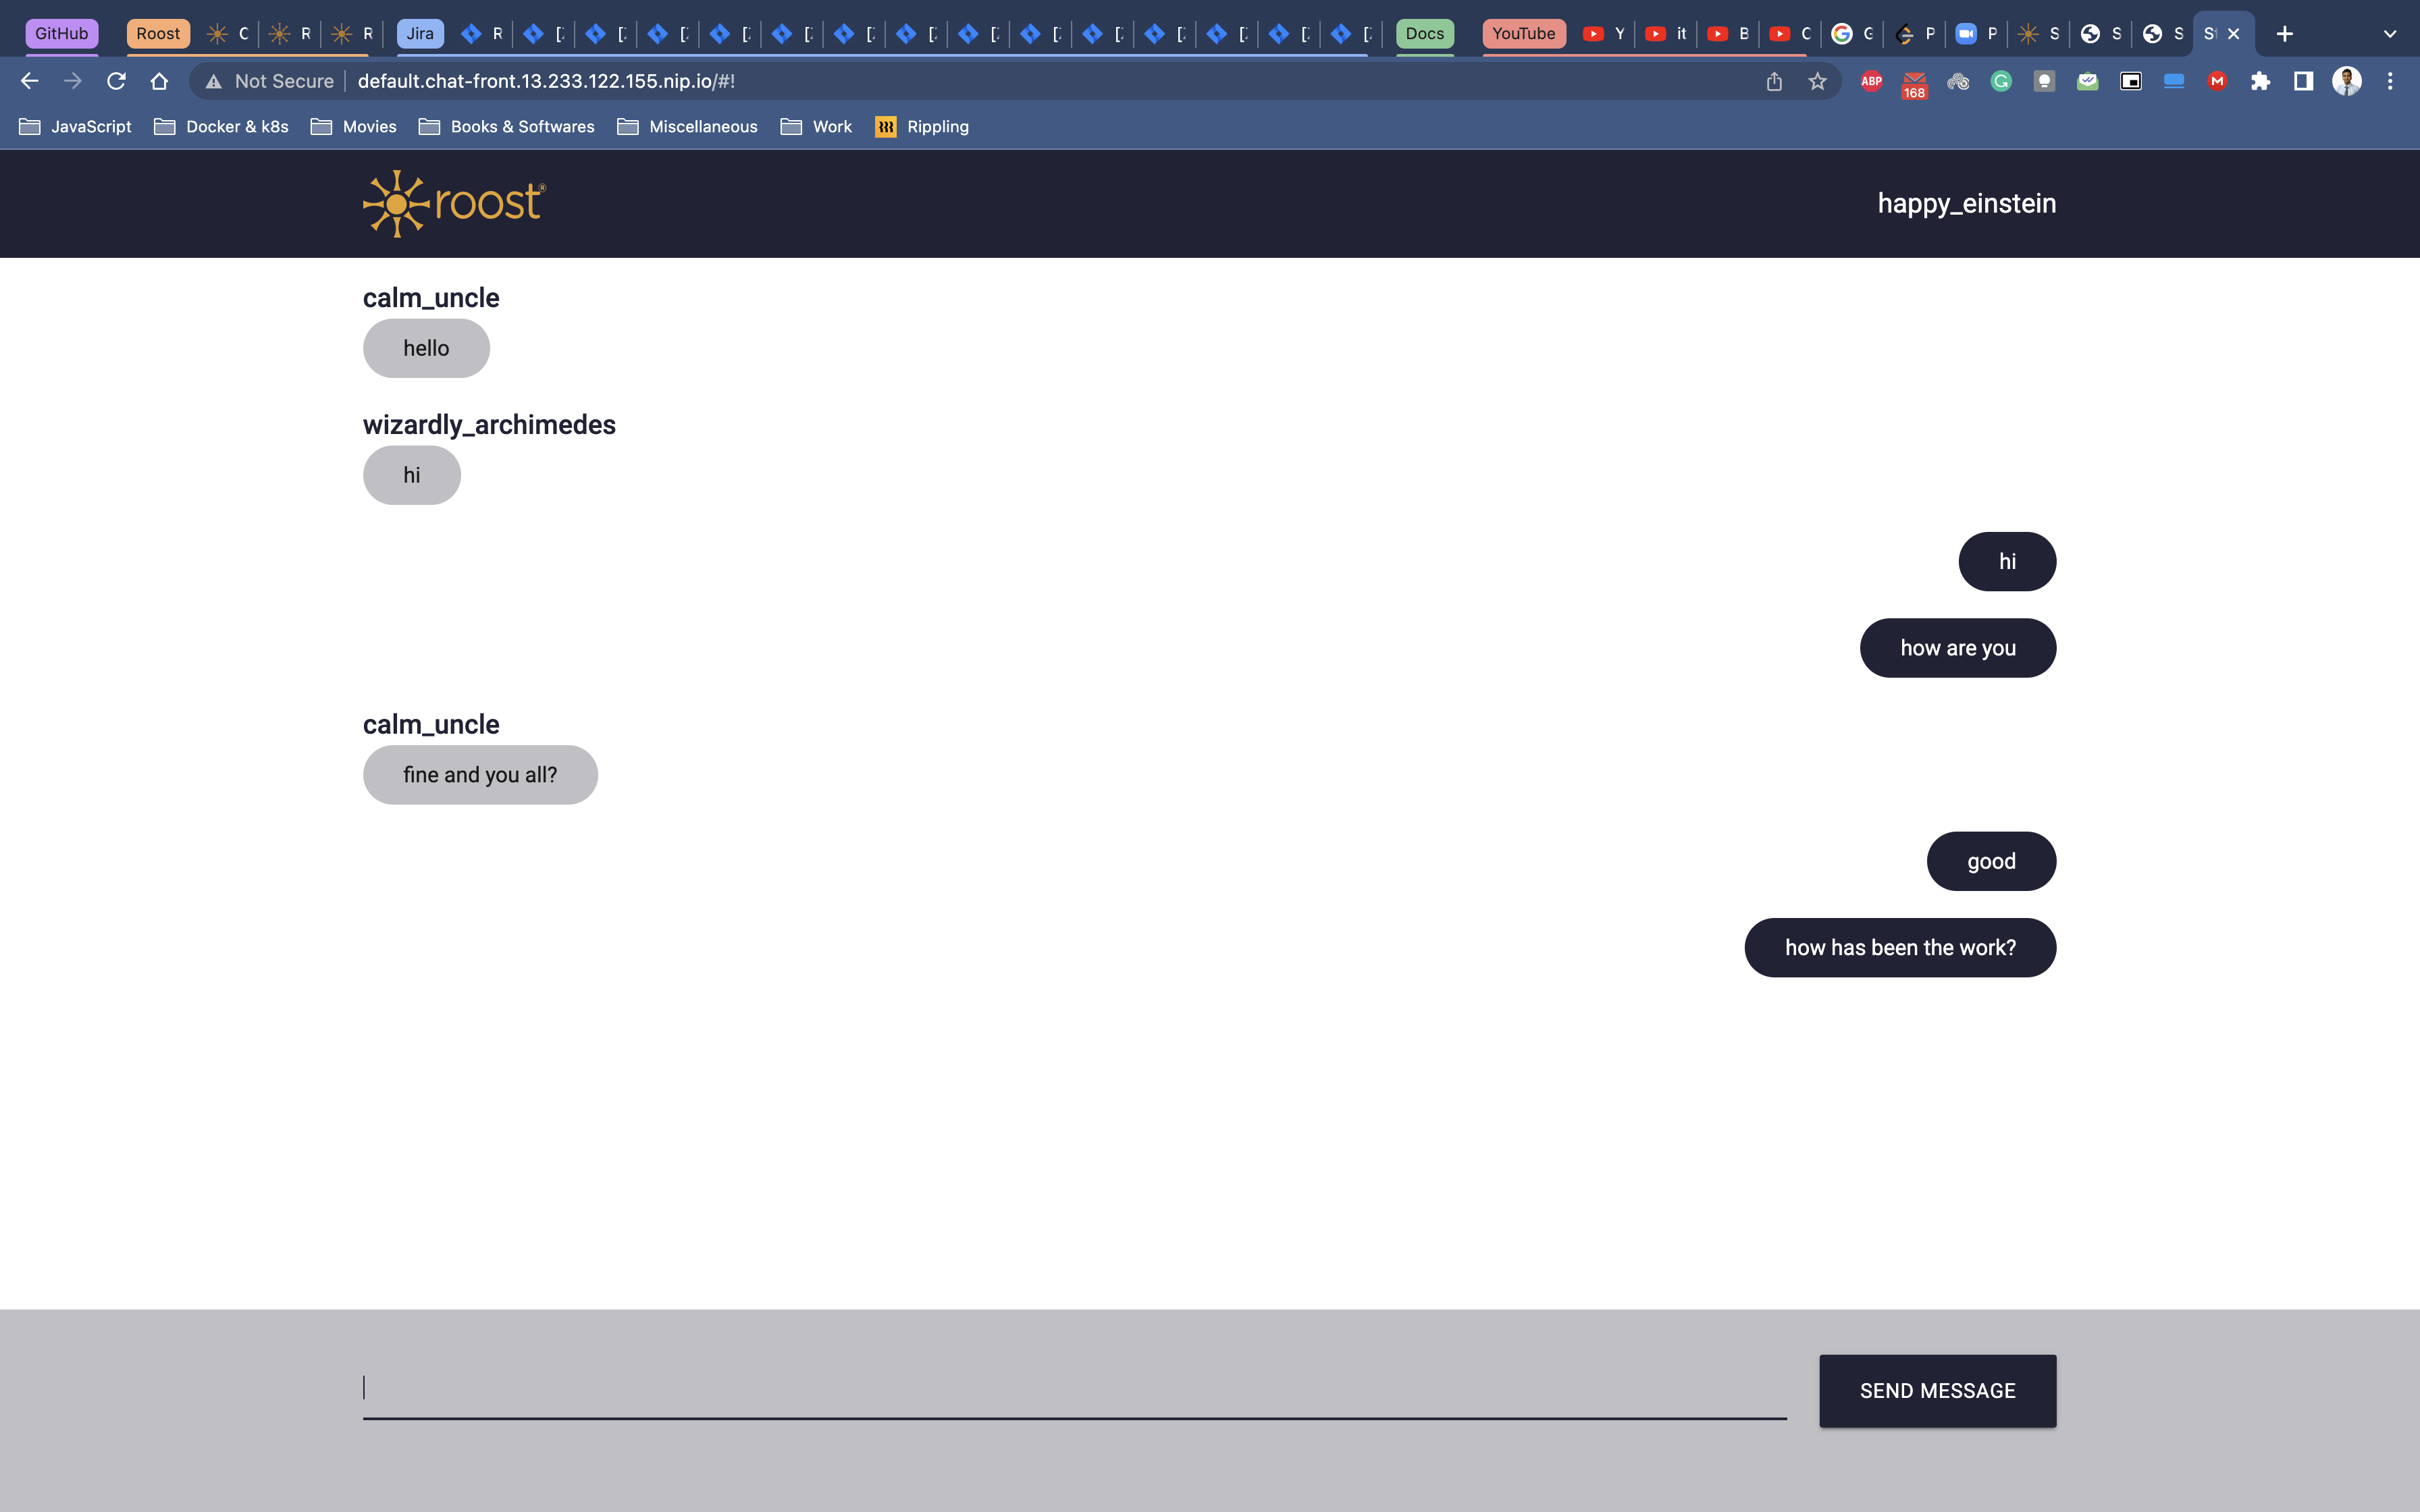 GitHub Roost C R R Jira R [ [ [ [ [ [ [ [ [ [ [ [ [ [ Docs YouTube Y it B C G P P S S S St
Not Secure default.chat-front.13.233.122.155.nip.io/#! ABP 168 G M
JavaScript Docker & k8s Movies Books & Softwares Miscellaneous Work Rippling
roost® happy_einstein
calm_uncle
hello
wizardly_archimedes
hi
hi
how are you
calm_uncle
fine and you all?
good
how has been the work?
SEND MESSAGE